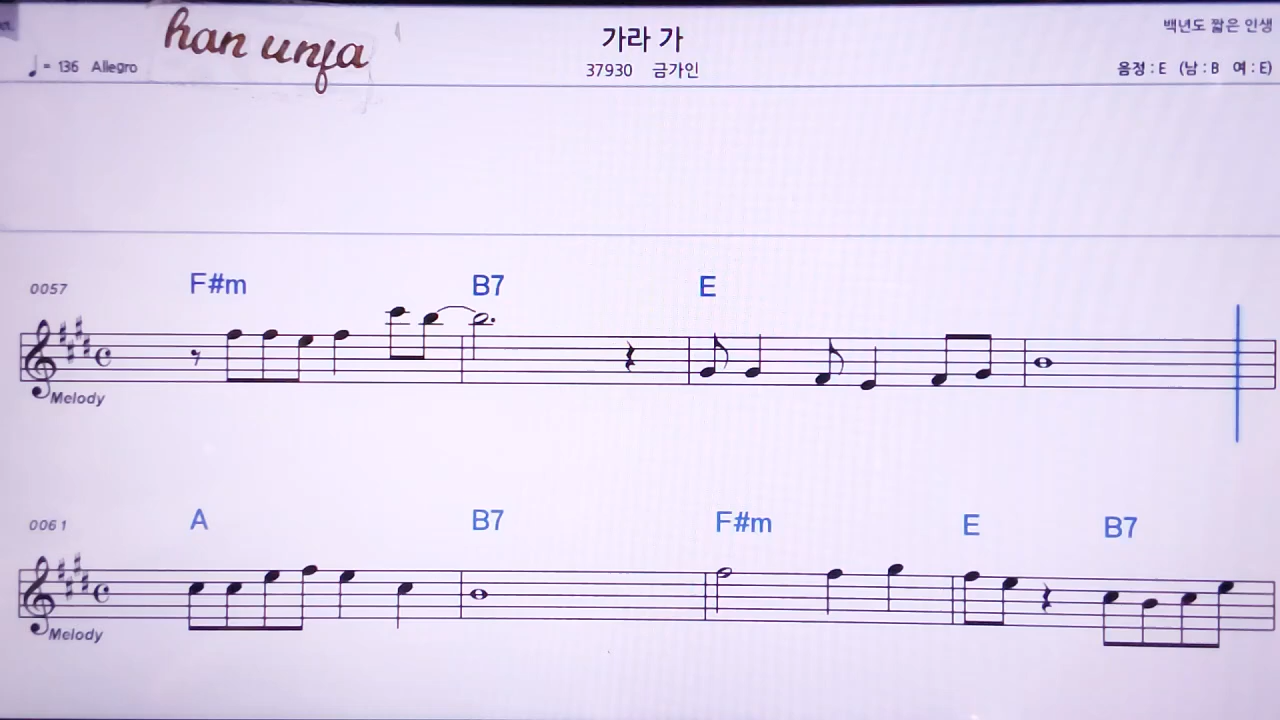 han unfa
가라 가
백년도 짧은 인생
♩= 136 Allegro
37930 금가인
음정 : E (남 : B 여 : E)
F#m B7 E
0057
Melody
A B7 F#m E B7
0061
Melody